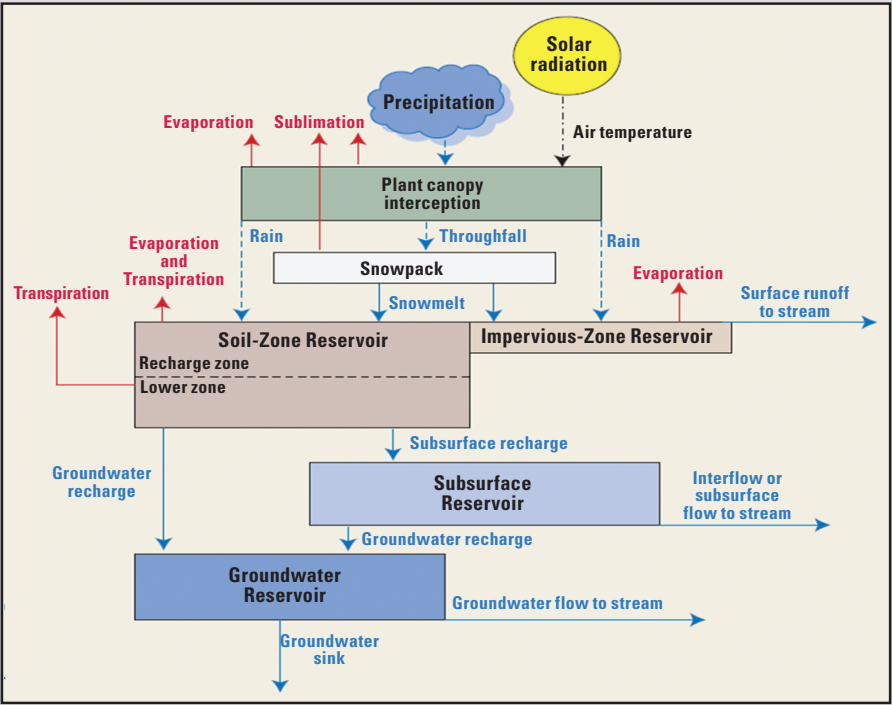 Solar
radiation
Precipitation
Evaporation
Sublimation
Air temperature
Plant canopy
interception
Rain
Throughfall
Rain
Evaporation
and
Transpiration
Snowpack
Evaporation
Transpiration
Snowmelt
Surface runoff
to stream
Soil-Zone Reservoir
Impervious-Zone Reservoir
Recharge zone
Lower zone
Subsurface recharge
Groundwater
recharge
Subsurface
Reservoir
Interflow or
subsurface
flow to stream
Groundwater recharge
Groundwater
Reservoir
Groundwater flow to stream
Groundwater
sink